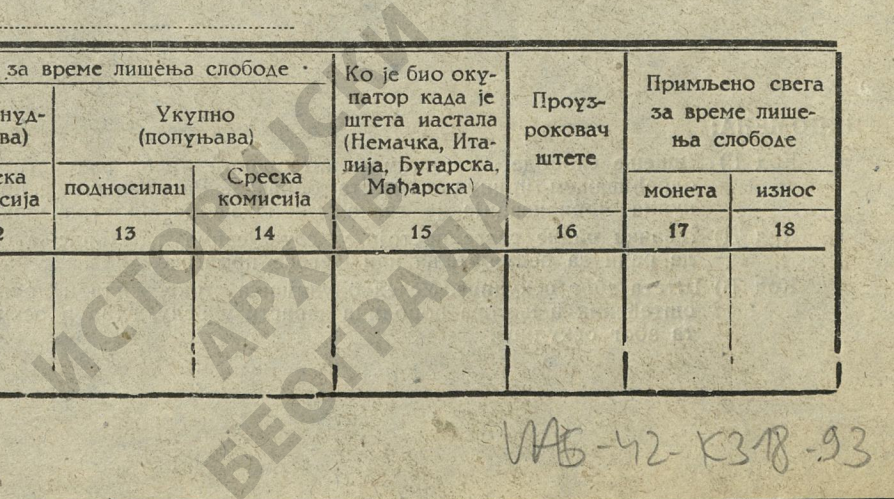 за време лишења слободе
Ко је био оку-
патор када је
штета иастала
(Немачка, Ита-
лија, Бугарска,
Мађарска)
Проуз-
роковач
штете
Примљено свега
за време лише-
ња слободе
нуд-
ва)
Укупно
(попуњава)
ска
сија
подносилац
Среска
комисија
монета
износ
2
13
14
15
16
17
18
ИСТОРИЈСКИ
АРХИВ
БЕОГРАДА
ИАБ-42-К318-93